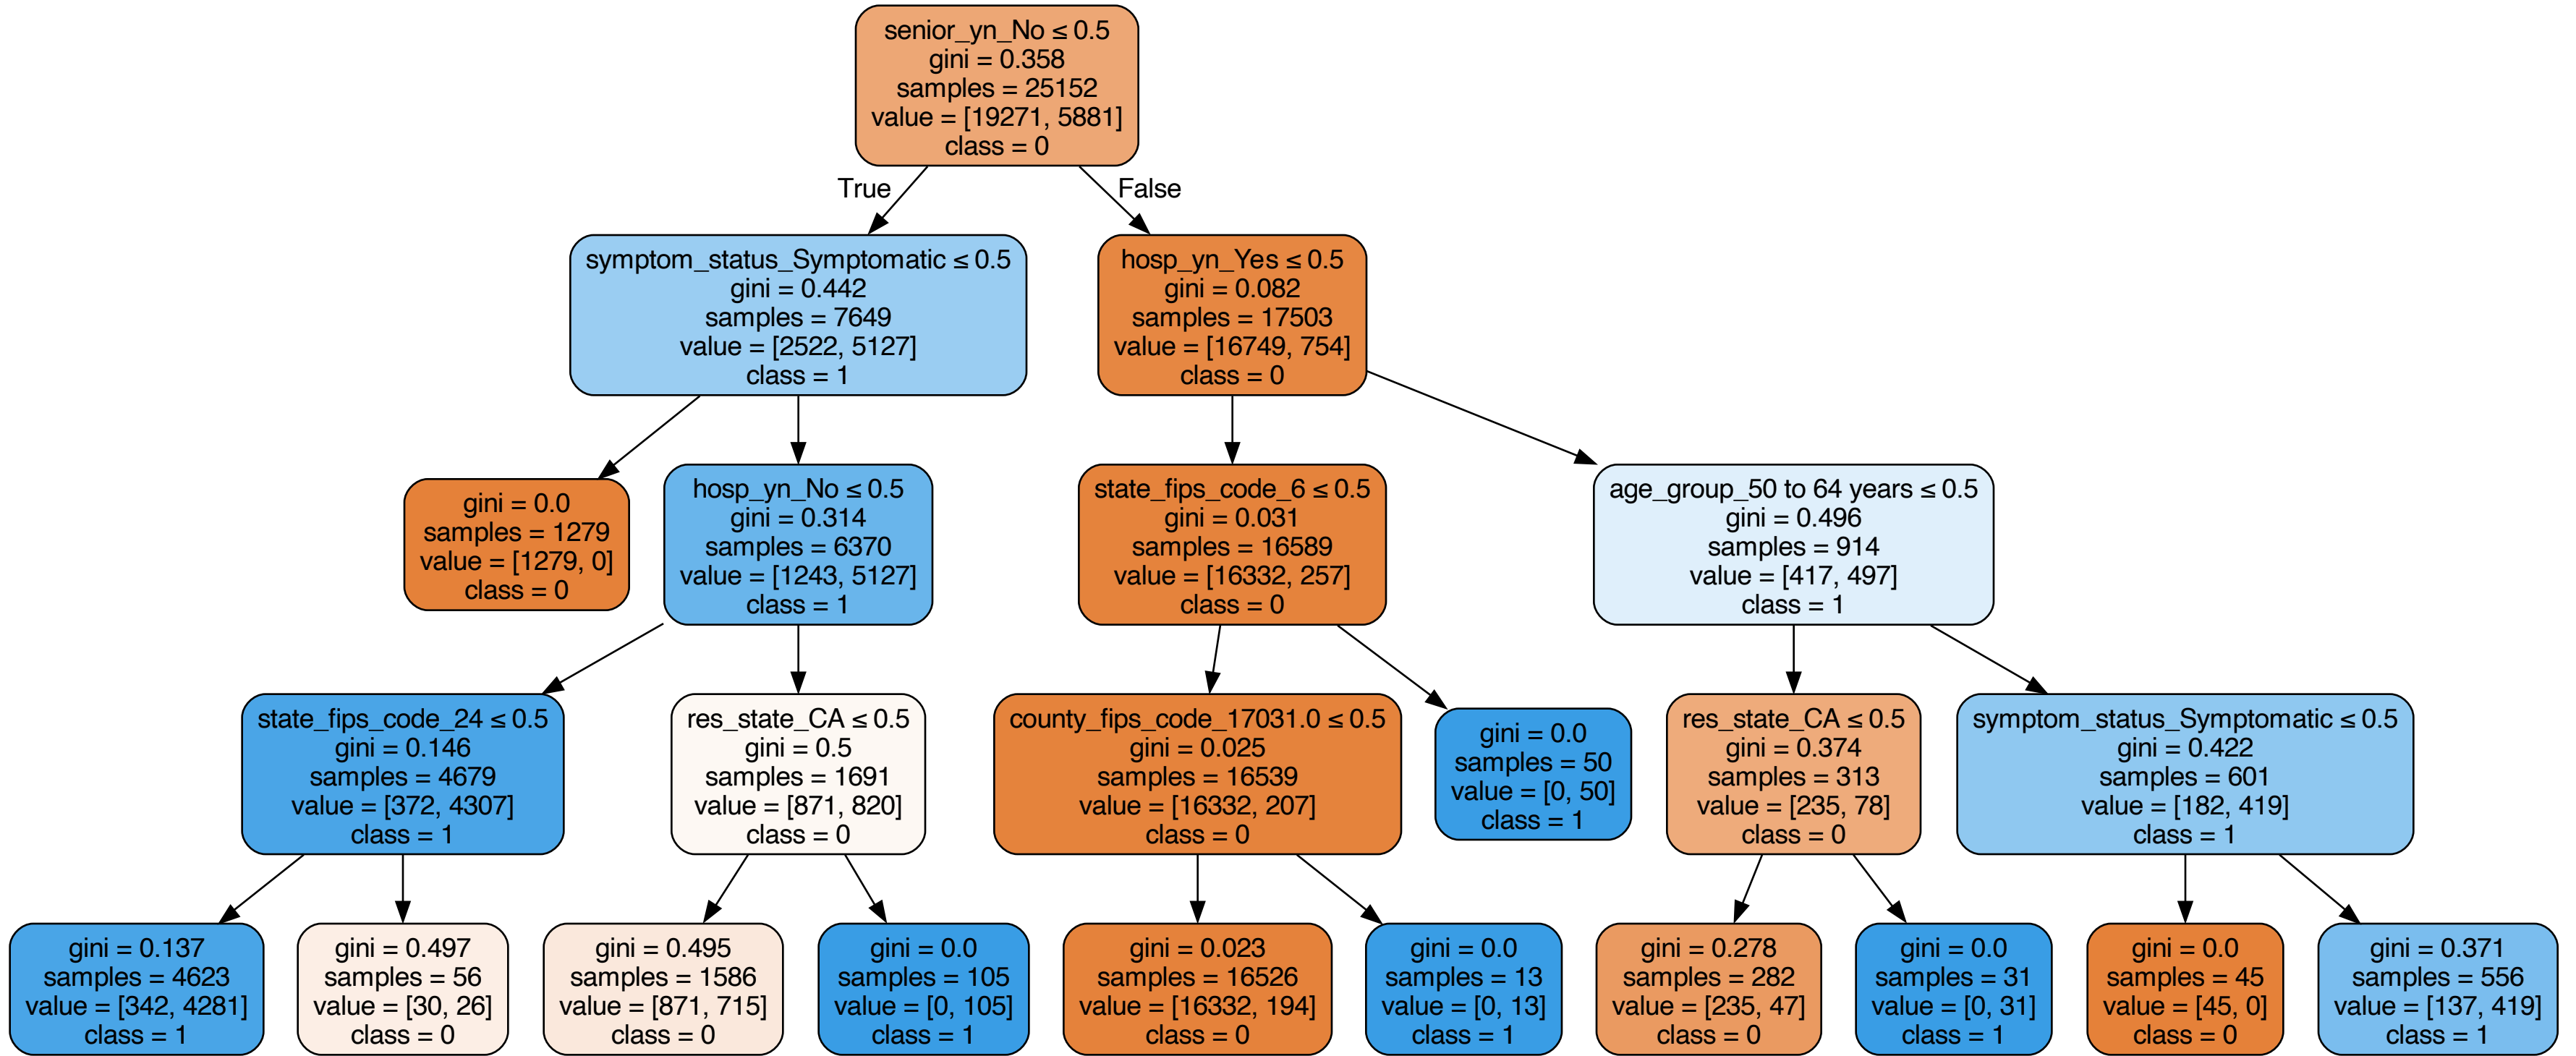 senior_yn_No ≤ 0.5
gini = 0.358
samples = 25152
value = [19271, 5881]
class = 0
True
False
symptom_status_Symptomatic ≤ 0.5
gini = 0.442
samples = 7649
value = [2522, 5127]
class = 1
hosp_yn_Yes ≤ 0.5
gini = 0.082
samples = 17503
value = [16749, 754]
class = 0
gini = 0.0
samples = 1279
value = [1279, 0]
class = 0
hosp_yn_No ≤ 0.5
gini = 0.314
samples = 6370
value = [1243, 5127]
class = 1
state_fips_code_6 ≤ 0.5
gini = 0.031
samples = 16589
value = [16332, 257]
class = 0
age_group_50 to 64 years ≤ 0.5
gini = 0.496
samples = 914
value = [417, 497]
class = 1
state_fips_code_24 ≤ 0.5
gini = 0.146
samples = 4679
value = [372, 4307]
class = 1
res_state_CA ≤ 0.5
gini = 0.5
samples = 1691
value = [871, 820]
class = 0
county_fips_code_17031.0 ≤ 0.5
gini = 0.025
samples = 16539
value = [16332, 207]
class = 0
gini = 0.0
samples = 50
value = [0, 50]
class = 1
res_state_CA ≤ 0.5
gini = 0.374
samples = 313
value = [235, 78]
class = 0
symptom_status_Symptomatic ≤ 0.5
gini = 0.422
samples = 601
value = [182, 419]
class = 1
gini = 0.137
samples = 4623
value = [342, 4281]
class = 1
gini = 0.497
samples = 56
value = [30, 26]
class = 0
gini = 0.495
samples = 1586
value = [871, 715]
class = 0
gini = 0.0
samples = 105
value = [0, 105]
class = 1
gini = 0.023
samples = 16526
value = [16332, 194]
class = 0
gini = 0.0
samples = 13
value = [0, 13]
class = 1
gini = 0.278
samples = 282
value = [235, 47]
class = 0
gini = 0.0
samples = 31
value = [0, 31]
class = 1
gini = 0.0
samples = 45
value = [45, 0]
class = 0
gini = 0.371
samples = 556
value = [137, 419]
class = 1